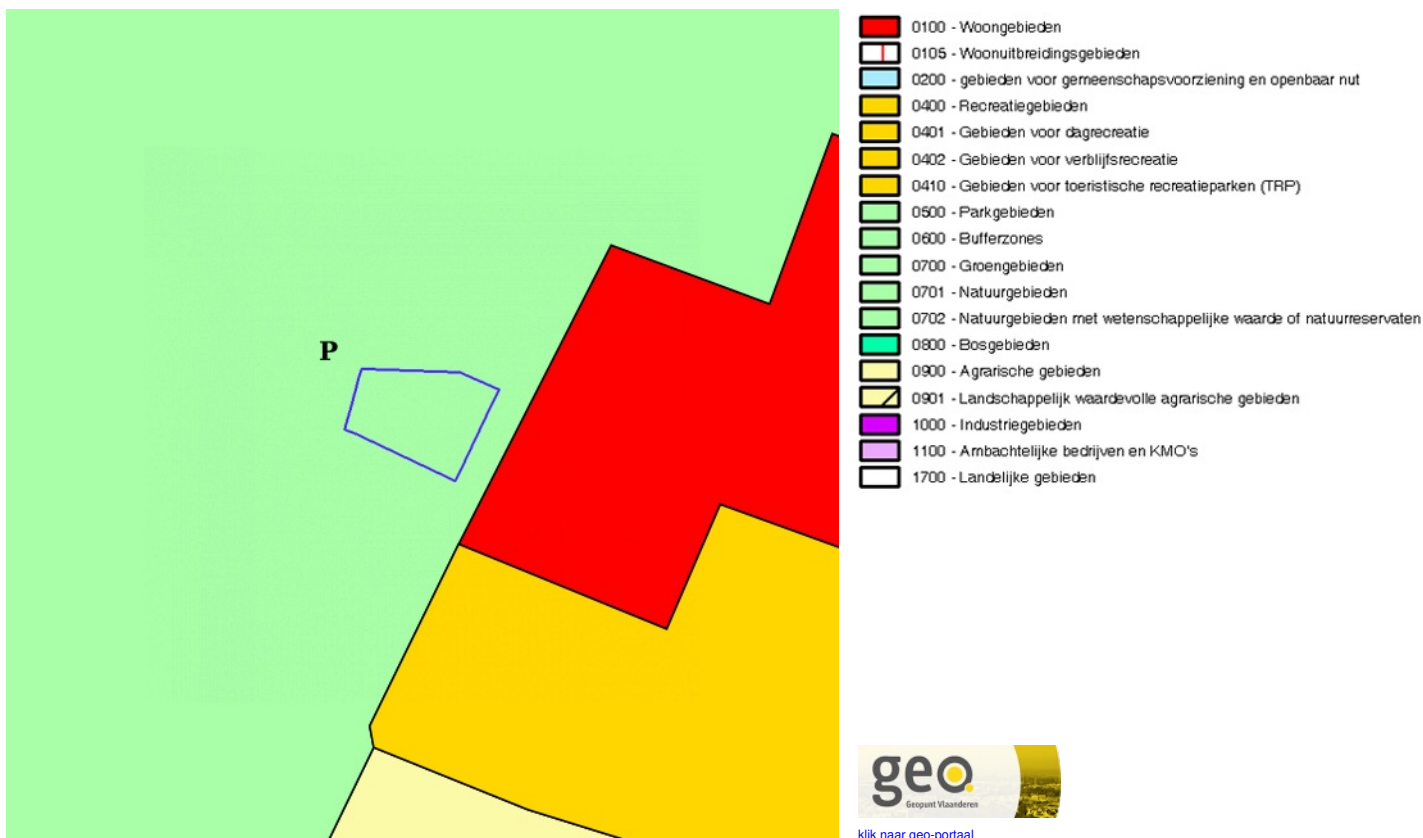 P
0100 - Woongebieden
0105 - Woonuitbreidingsgebieden
0200 - gebieden voor gemeenschapsvoorziening en openbaar nut
0400 - Recreatiegebieden
0401 - Gebieden voor dagrecreatie
0402 - Gebieden voor verblijfsrecreatie
0410 - Gebieden voor toeristische recreatieparken (TRP)
0500 - Parkgebieden
0600 - Bufferzones
0700 - Groengebieden
0701 - Natuurgebieden
0702 - Natuurgebieden met wetenschappelijke waarde of natuurreservaten
0800 - Bosgebieden
0900 - Agrarische gebieden
0901 - Landschappelijk waardevolle agrarische gebieden
1000 - Industriegebieden
1100 - Ambachtelijke bedrijven en KMO's
1700 - Landelijke gebieden
geo.
Geopunt Vlaanderen
klik naar geo-portaal